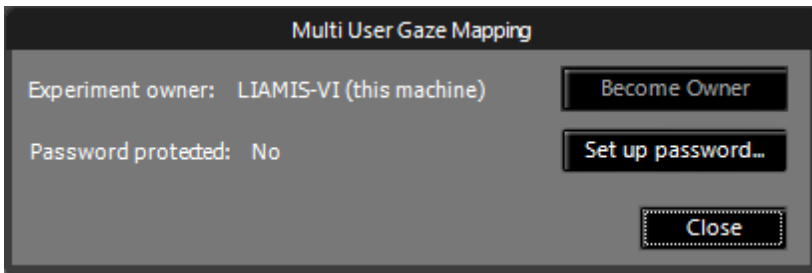 Multi User Gaze Mapping
Experiment owner: LIAMIS-VI (this machine) Become Owner
Password protected: No Set up password...
Close